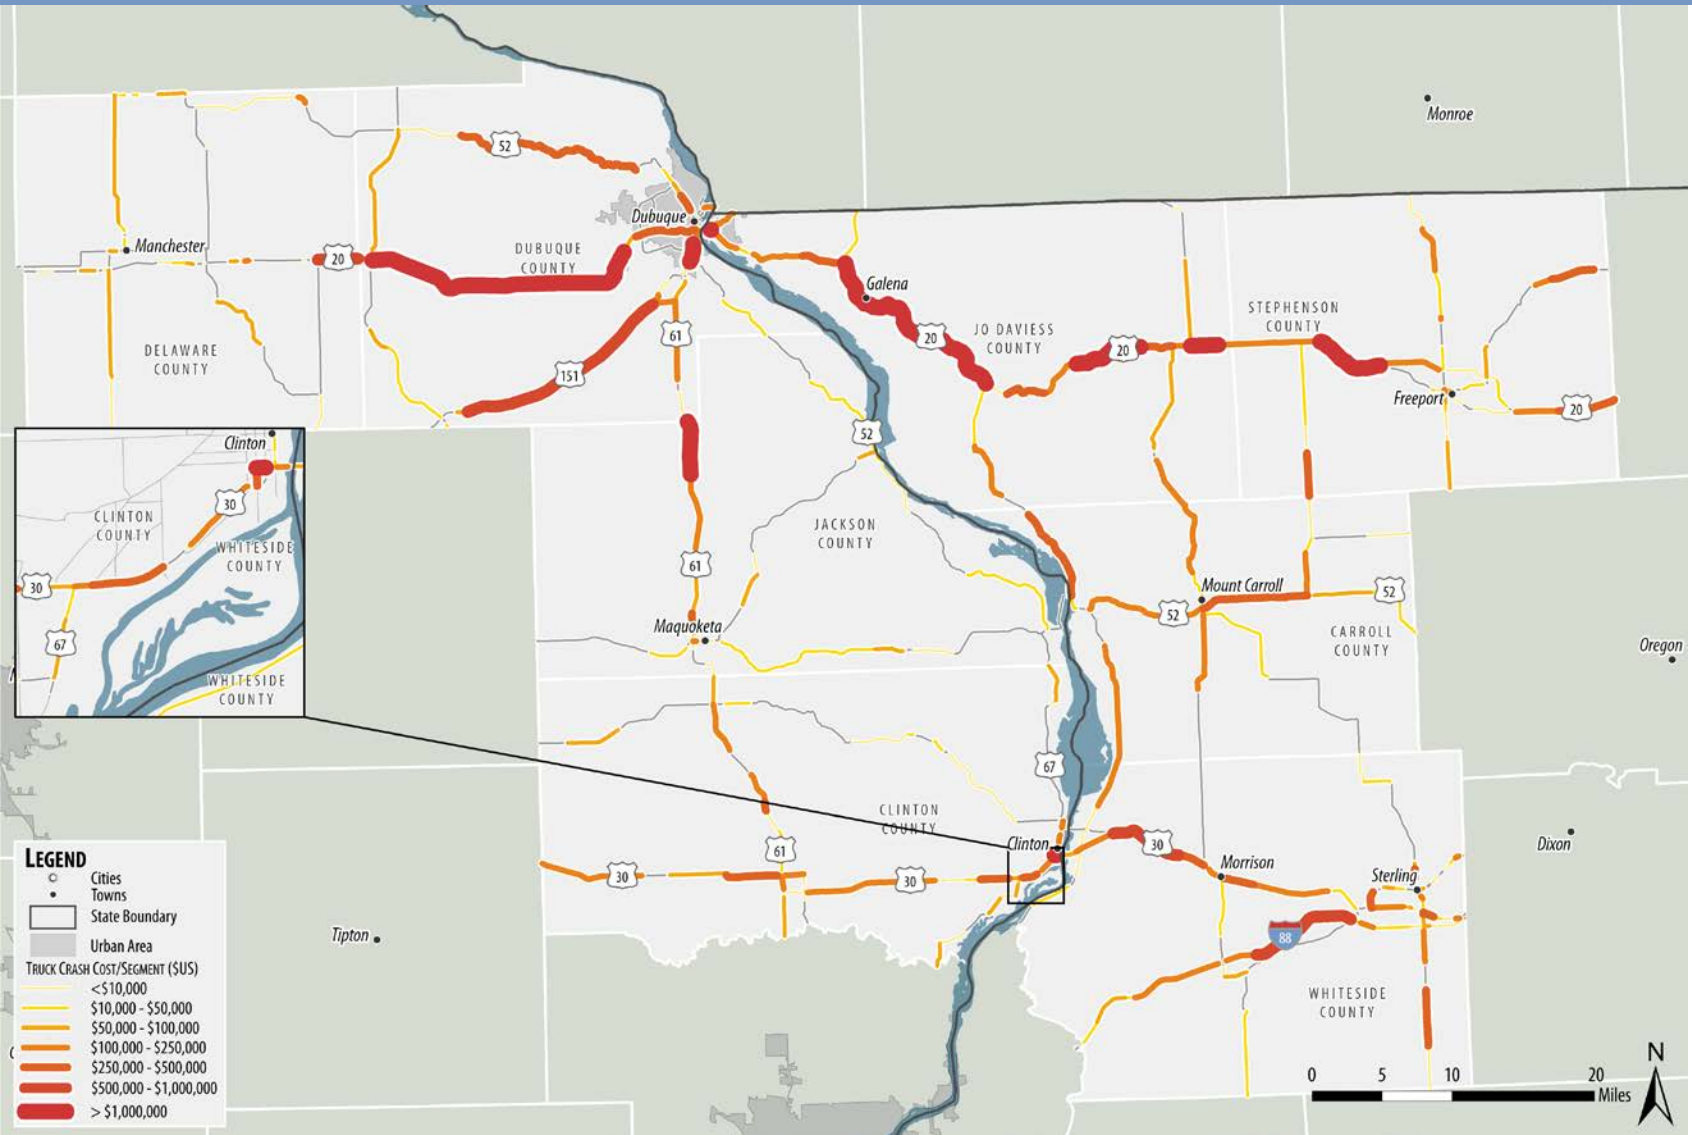 Monroe
52
Dubuque
Manchester
20
DUBUQUE
COUNTY
Galena
20
JO DAVIESS
COUNTY
20
STEPHENSON
COUNTY
61
DELAWARE
COUNTY
151
Freeport
20
52
Clinton
30
CLINTON
COUNTY
WHITESIDE
COUNTY
30
67
WHITESIDE
COUNTY
JACKSON
COUNTY
61
Mount Carroll
52
52
Maquoketa
CARROLL
COUNTY
Oregon
67
CLINTON
COUNTY
Clinton
30
Dixon
61
Morrison
30
30
Sterling
Tipton
88
WHITESIDE
COUNTY
LEGEND
Cities
Towns
State Boundary
Urban Area
TRUCK CRASH COST/SEGMENT ($US)
<$10,000
$10,000 - $50,000
$50,000 - $100,000
$100,000 - $250,000
$250,000 - $500,000
$500,000 - $1,000,000
> $1,000,000
N
0 5 10 20
Miles